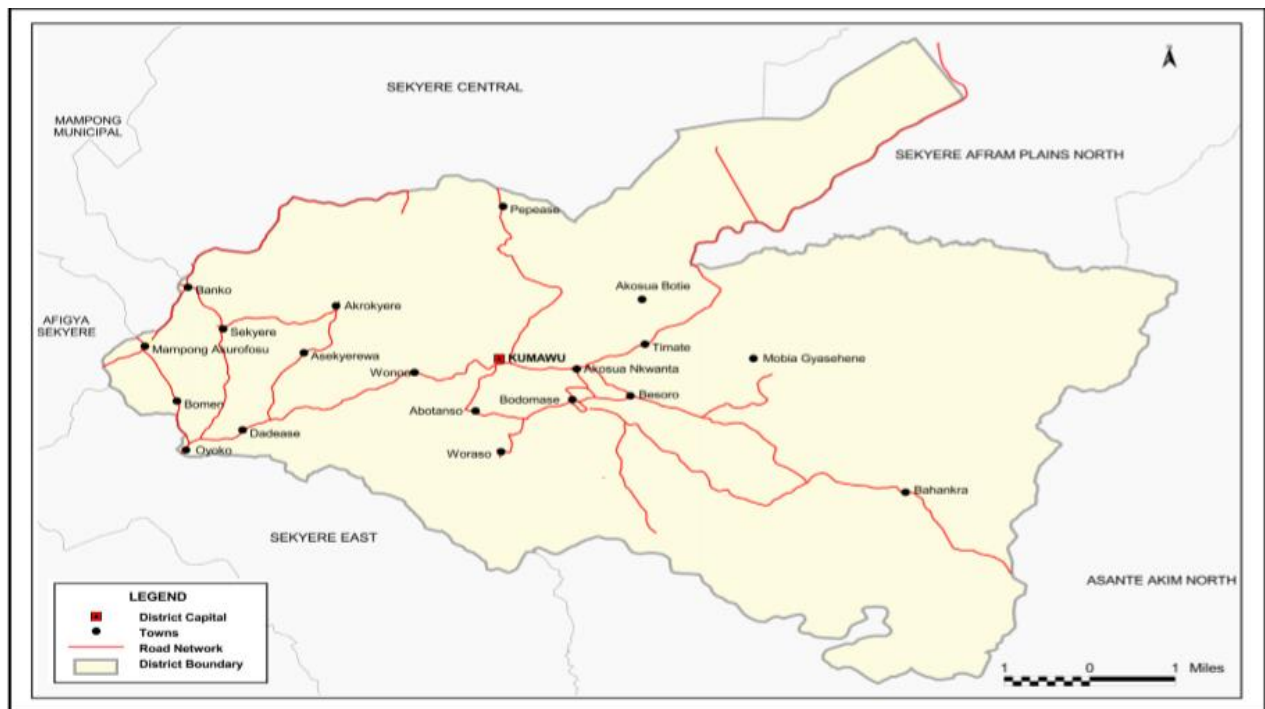 SEKYERE CENTRAL
MAMPONG
MUNICIPAL
SEKYERE AFRAM PLAINS NORTH
Pepease
Banko
Akosua Botie
Akrokyere
AFIGYA
SEKYERE
Sekyere
Mampong Axurofosu
Asekyerewa
KUMAWU
Timate
Mobia Gyasehene
Wonoo
Akosua Nkwanta
Bomen
Abotanso
Bodomase
Besoro
Dadease
Oyoko
Woraso
Bahankra
SEKYERE EAST
ASANTE AKIM NORTH
LEGEND
District Capital
Towns
Road Network
District Boundary
1 0 1 Miles